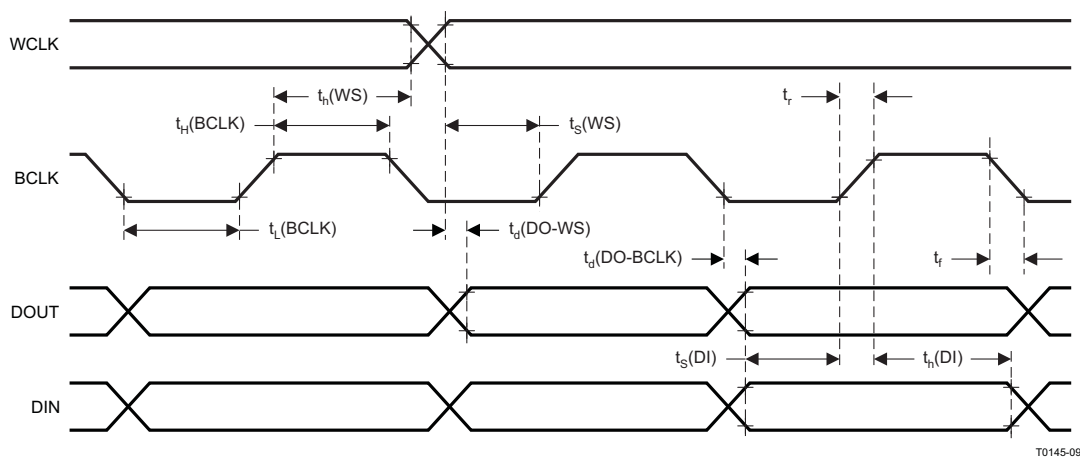 WCLK
t_h(WS)
t_r
t_H(BCLK)
t_S(WS)
BCLK
t_L(BCLK)
t_d(DO-WS)
t_d(DO-BCLK)
t_f
DOUT
t_S(DI)
t_h(DI)
DIN
T0145-09